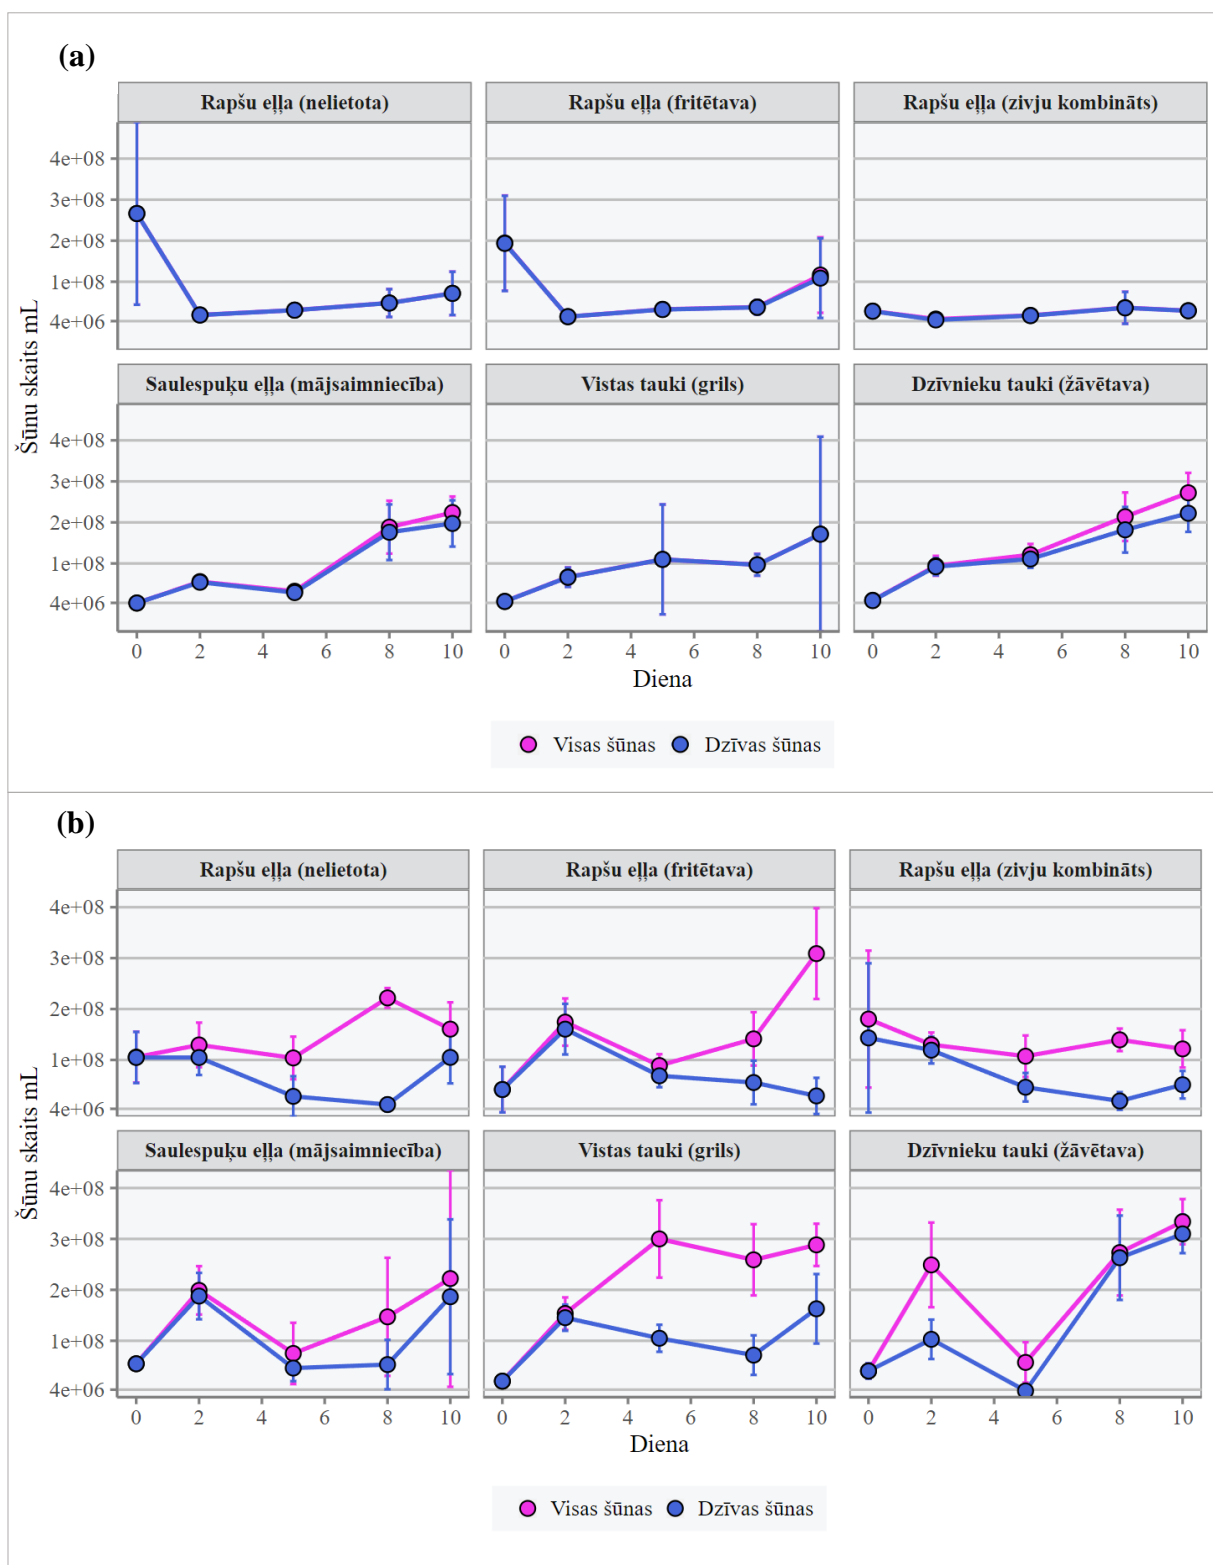 (a)
Rapšu eļļa (nelietota) Rapšu eļļa (fritētava) Rapšu eļļa (zivju kombināts)
4e+08
3e+08
2e+08
1e+08
4e+06
Saulespuķu eļļa (mājsaimniecība) Vistas tauki (grils) Dzīvnieku tauki (žāvētava)
4e+08
3e+08
2e+08
1e+08
4e+06
Šūnu skaits mL
0 2 4 6 8 10 0 2 4 6 8 10 0 2 4 6 8 10
Diena
Visas šūnas Dzīvas šūnas
(b)
Rapšu eļļa (nelietota) Rapšu eļļa (fritētava) Rapšu eļļa (zivju kombināts)
4e+08
3e+08
2e+08
1e+08
4e+06
Saulespuķu eļļa (mājsaimniecība) Vistas tauki (grils) Dzīvnieku tauki (žāvētava)
4e+08
3e+08
2e+08
1e+08
4e+06
Šūnu skaits mL
0 2 4 6 8 10 0 2 4 6 8 10 0 2 4 6 8 10
Diena
Visas šūnas Dzīvas šūnas